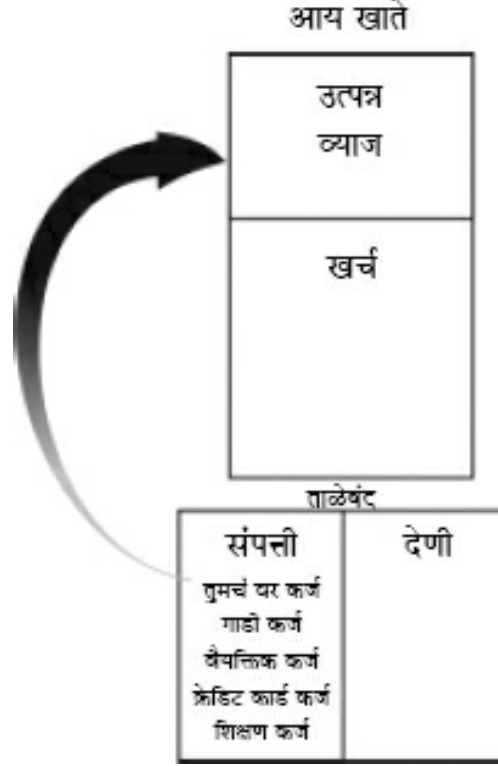 आय खाते
उत्पन्न
व्याज
खर्च
ताळेबंद
संपत्ती
देणी
तुमचं घर कर्ज
गाडी कर्ज
वैयक्तिक कर्ज
क्रेडिट कार्ड कर्ज
शिक्षण कर्ज